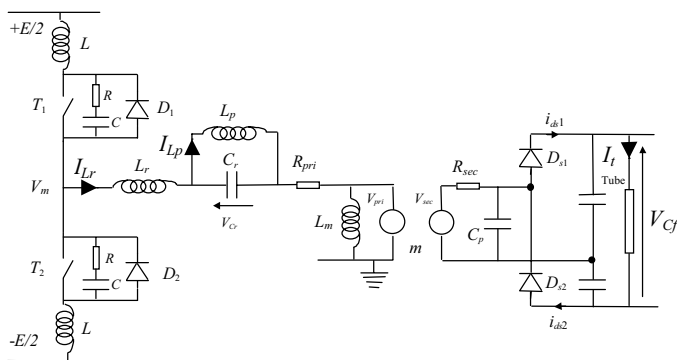 +E/2
L
T1
R
C
D1
Lp
ILp
Cr
ILr
Lr
Vm
VCr
Rpri
Lm
Vpri
m
Vsec
Rsec
Cp
ids1
Ds1
It
Tube
VCf
Ds2
ids2
T2
R
C
D2
L
-E/2